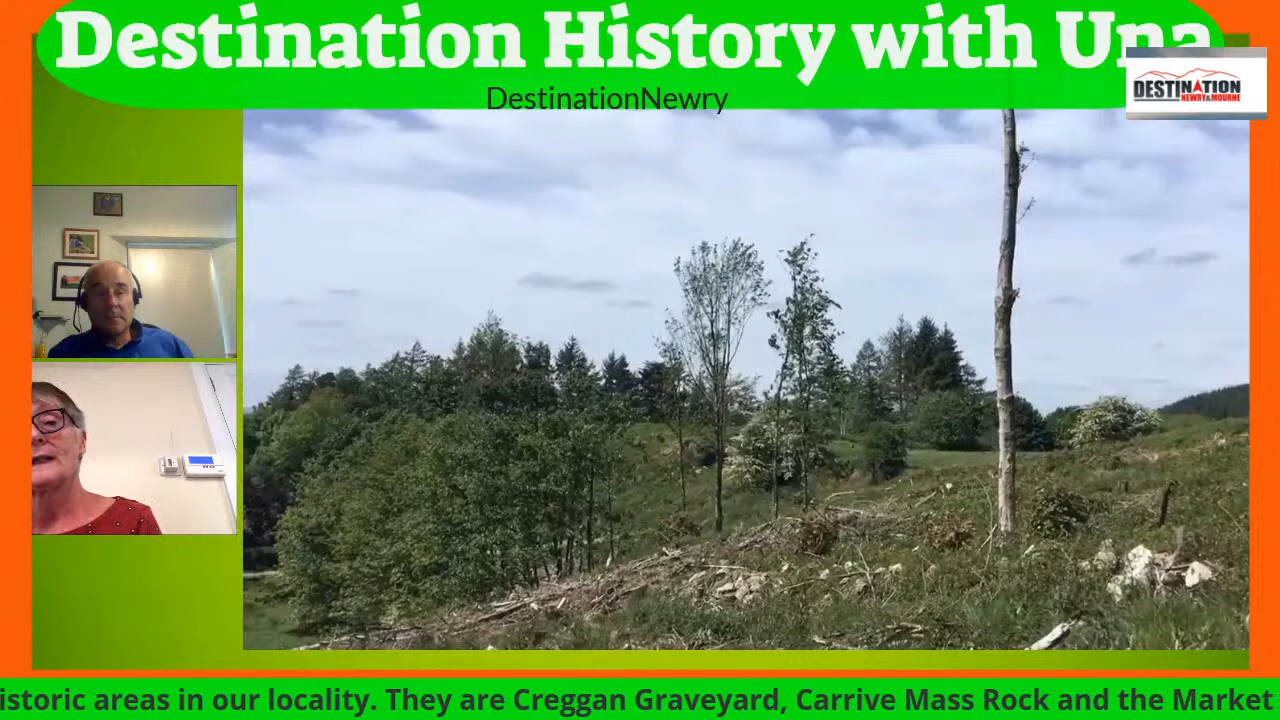 Destination History with Una
DestinationNewry
DESTINATION
NEWRY&MOURNE
istoric areas in our locality. They are Creggan Graveyard, Carrive Mass Rock and the Market